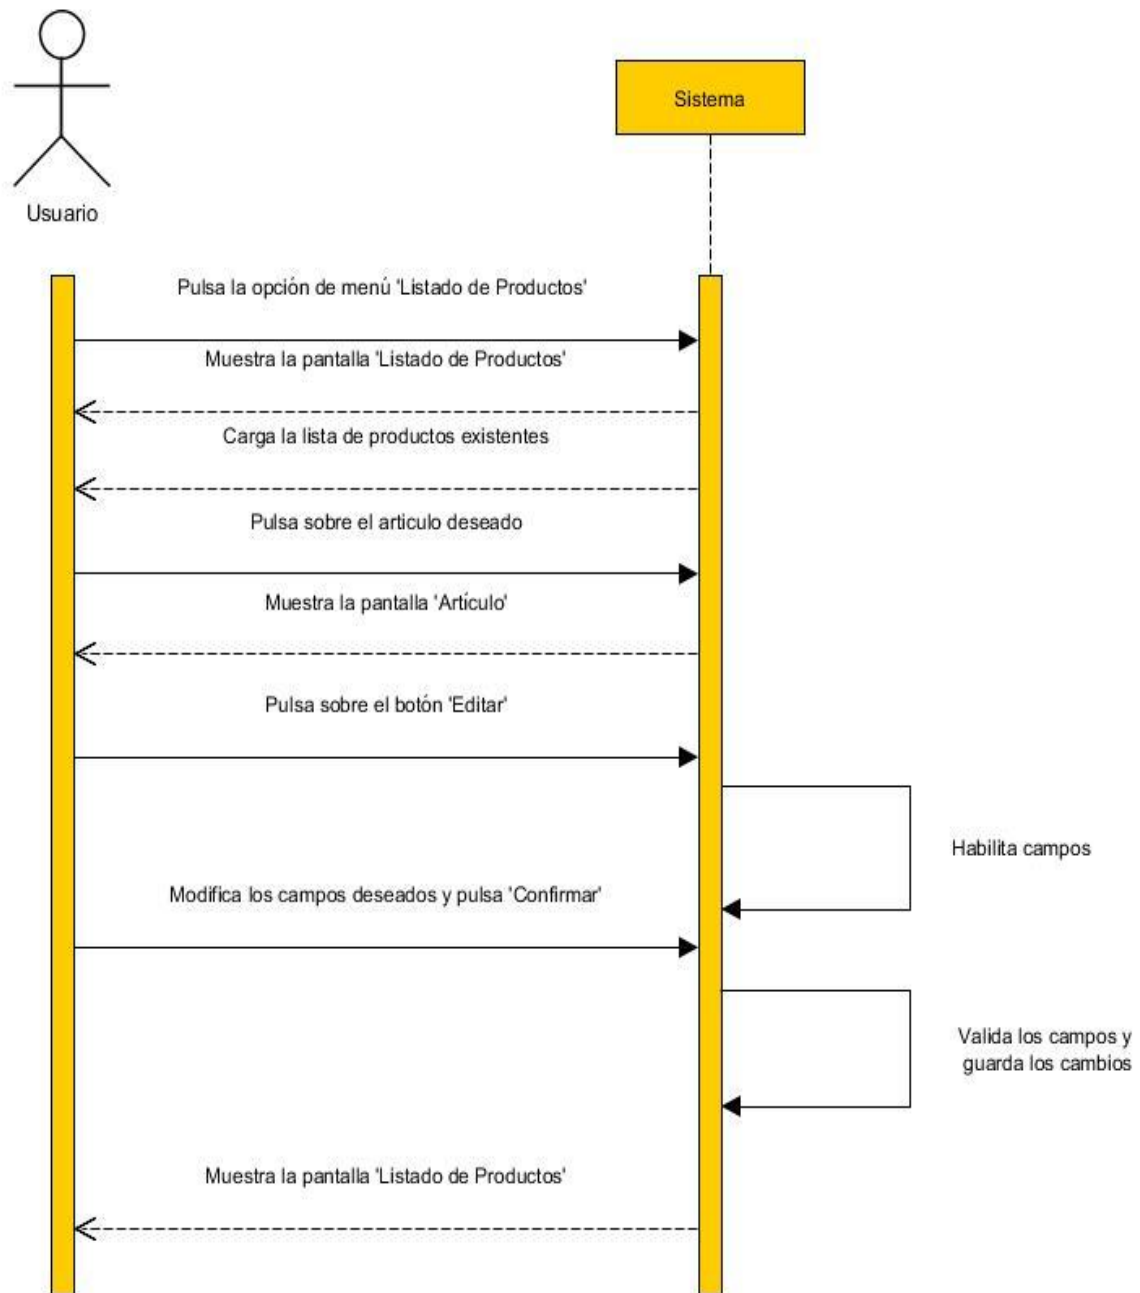 Sistema
Usuario
Pulsa la opción de menú 'Listado de Productos'
Muestra la pantalla 'Listado de Productos'
Carga la lista de productos existentes
Pulsa sobre el articulo deseado
Muestra la pantalla 'Artículo'
Pulsa sobre el botón 'Editar'
Habilita campos
Modifica los campos deseados y pulsa 'Confirmar'
Valida los campos y
guarda los cambios
Muestra la pantalla 'Listado de Productos'